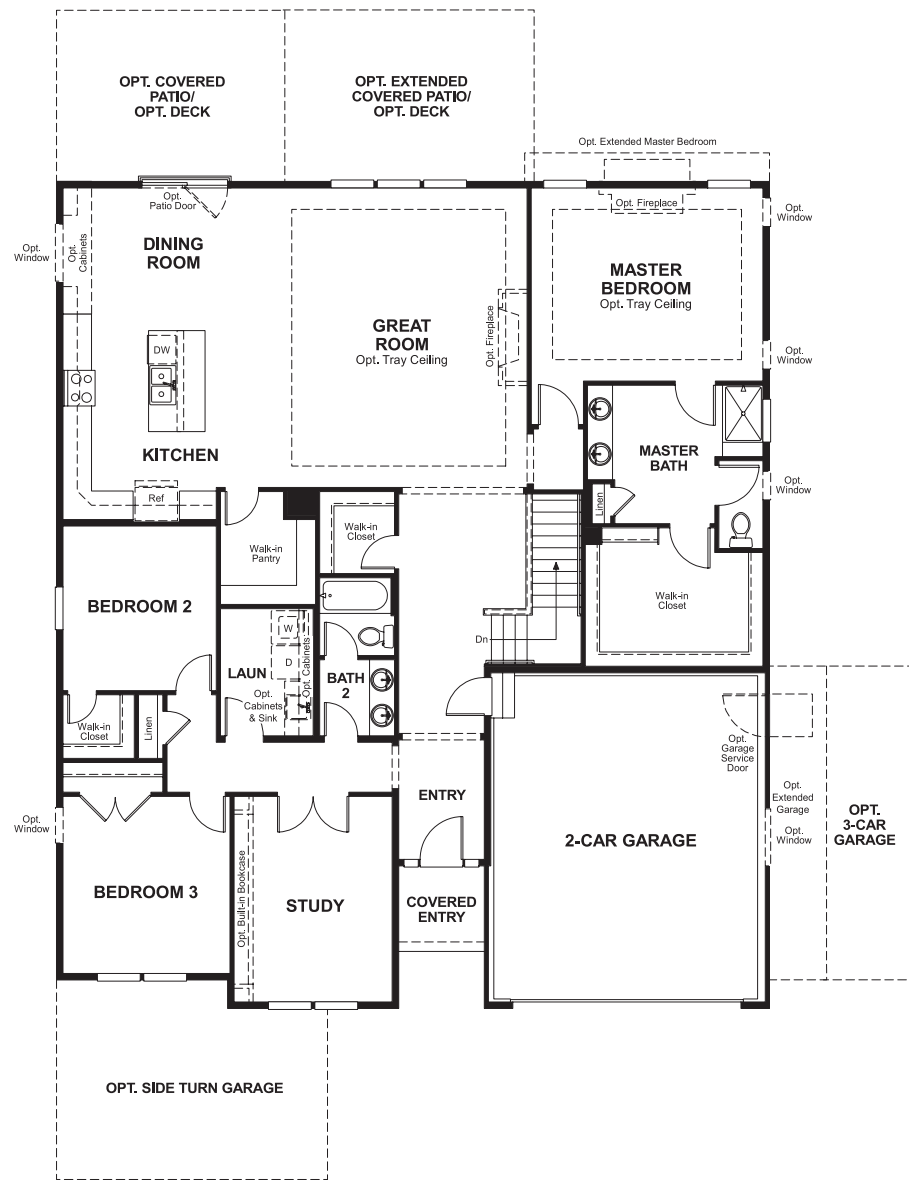 OPT. COVERED
PATIO/
OPT. DECK
OPT. EXTENDED
COVERED PATIO/
OPT. DECK
Opt. Extended Master Bedroom
Opt.
Patio Door
Opt. Fireplace
Opt.
Window
Opt.
Window
Opt.
Cabinets
DINING
ROOM
MASTER
BEDROOM
Opt. Tray Ceiling
GREAT
ROOM
Opt. Tray Ceiling
Opt. Fireplace
Opt.
Window
DW
KITCHEN
MASTER
BATH
Opt.
Window
Ref
Linen
Walk-in
Closet
Walk-in
Pantry
Walk-in
Closet
BEDROOM 2
W
D
LAUN
Opt.
Cabinets
& Sink
Opt. Cabinets
Dn
BATH
2
Walk-in
Closet
Linen
Opt.
Garage
Service
Door
ENTRY
Opt.
Extended
Garage
Opt.
Window
OPT.
3-CAR
GARAGE
Opt.
Window
2-CAR GARAGE
BEDROOM 3
Opt. Built-in Bookcase
STUDY
COVERED
ENTRY
OPT. SIDE TURN GARAGE